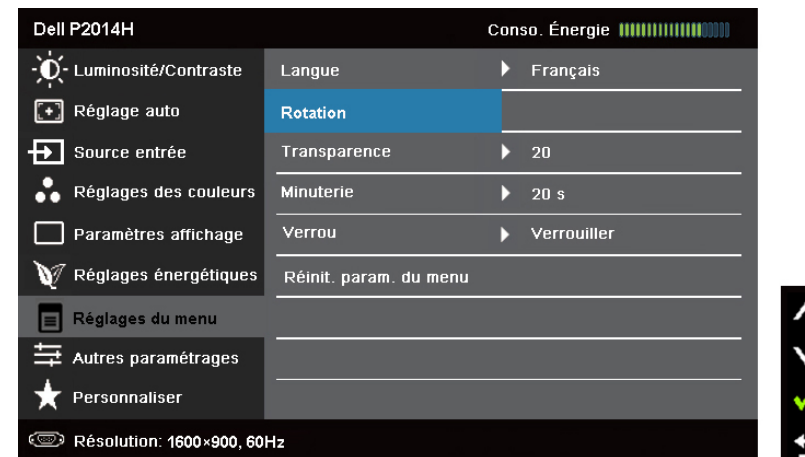 Dell P2014H
Conso. Énergie
Luminosité/Contraste
Réglage auto
Source entrée
Réglages des couleurs
Paramètres affichage
Réglages énergétiques
Réglages du menu
Autres paramétrages
Personnaliser
Langue Français
Rotation
Transparence 20
Minuterie 20 s
Verrou Verrouiller
Réinit. param. du menu
Résolution: 1600×900, 60Hz